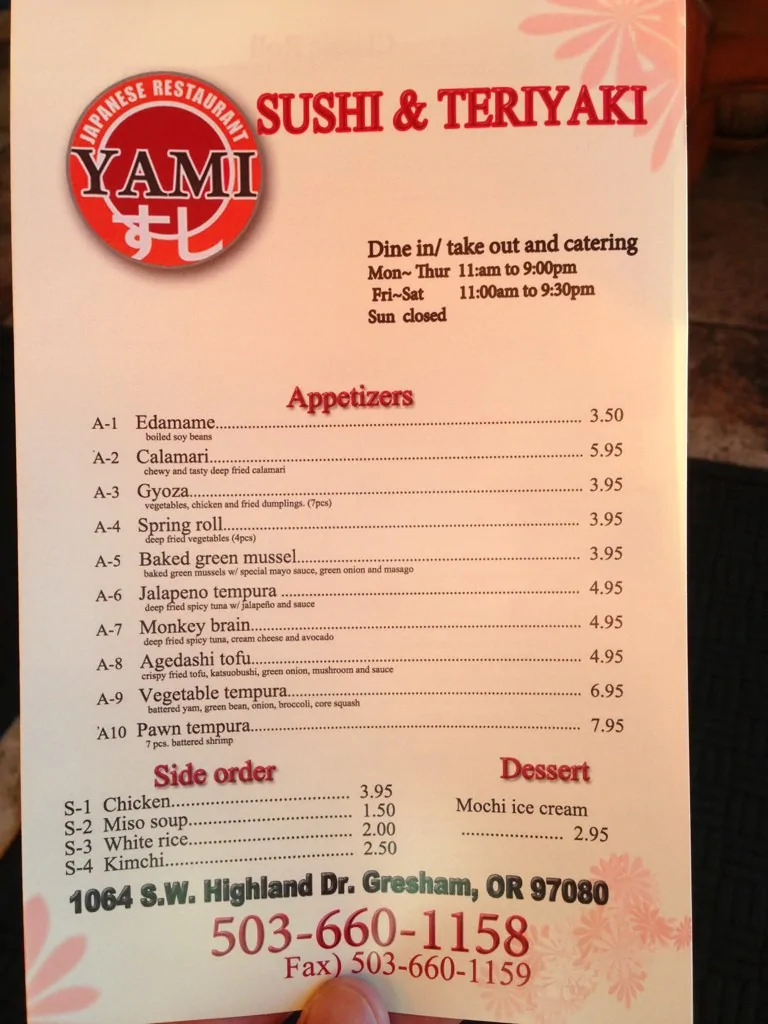 JAPANESE RESTAURANT
YAMI
すし
SUSHI & TERIYAKI
Dine in/ take out and catering
Mon~ Thur 11:am to 9:00pm
Fri~Sat 11:00am to 9:30pm
Sun closed
Appetizers
A-1 Edamame.......................................................................................... 3.50
boiled soy beans
A-2 Calamari.......................................................................................... 5.95
chewy and tasty deep fried calamari
A-3 Gyoza.......................................................................................... 3.95
vegetables, chicken and fried dumplings. (7pcs)
A-4 Spring roll.......................................................................................... 3.95
deep fried vegetables (4pcs)
A-5 Baked green mussel...................................................................... 3.95
baked green mussels w/ special mayo sauce, green onion and masago
A-6 Jalapeno tempura ...................................................................... 4.95
deep fried spicy tuna w/ jalapeño and sauce
A-7 Monkey brain.................................................................................. 4.95
deep fried spicy tuna, cream cheese and avocado
A-8 Agedashi tofu.................................................................................. 4.95
crispy fried tofu, katsuobushi, green onion, mushroom and sauce
A-9 Vegetable tempura...................................................................... 6.95
battered yam, green bean, onion, broccoli, core squash
'A10 Pawn tempura.............................................................................. 7.95
7 pcs. battered shrimp
Side order
S-1 Chicken............................................ 3.95
S-2 Miso soup........................................ 1.50
S-3 White rice........................................ 2.00
S-4 Kimchi.............................................. 2.50
Dessert
Mochi ice cream
........................ 2.95
1064 S.W. Highland Dr. Gresham, OR 97080
503-660-1158
Fax) 503-660-1159